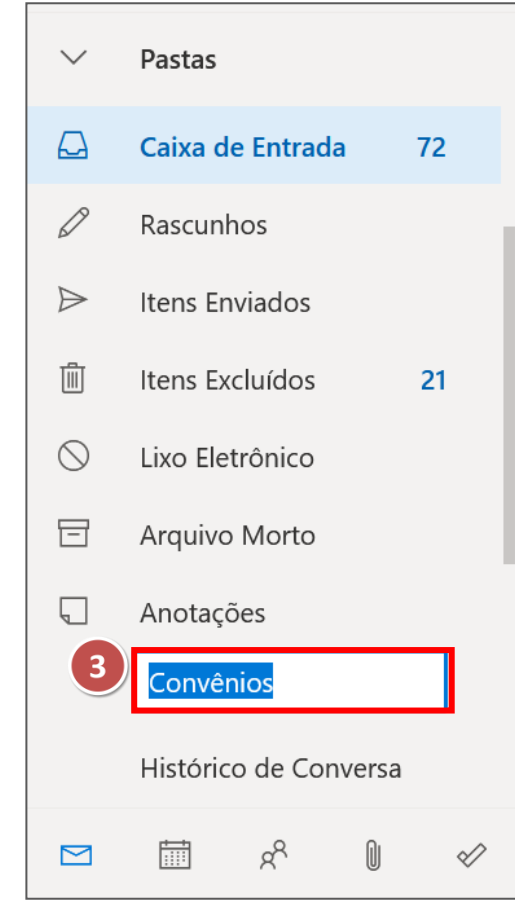 Pastas
Caixa de Entrada 72
Rascunhos
Itens Enviados
Itens Excluídos 21
Lixo Eletrônico
Arquivo Morto
Anotações
3 Convênios
Histórico de Conversa